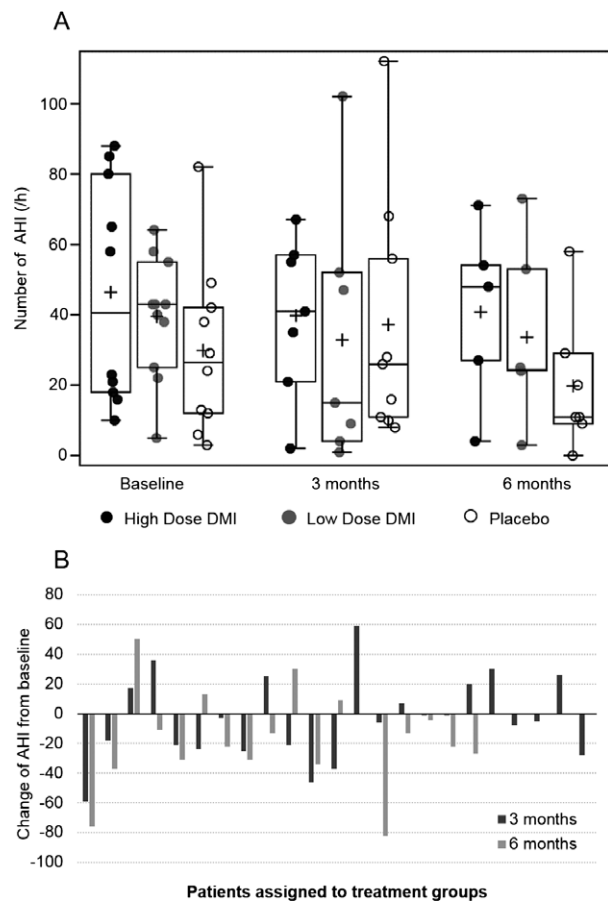 A
Number of AHI (/h)
100
80
60
40
20
0
Baseline 3 months 6 months
High Dose DMI Low Dose DMI Placebo
B
Change of AHI from baseline
80
60
40
20
0
-20
-40
-60
-80
-100
3 months
6 months
Patients assigned to treatment groups